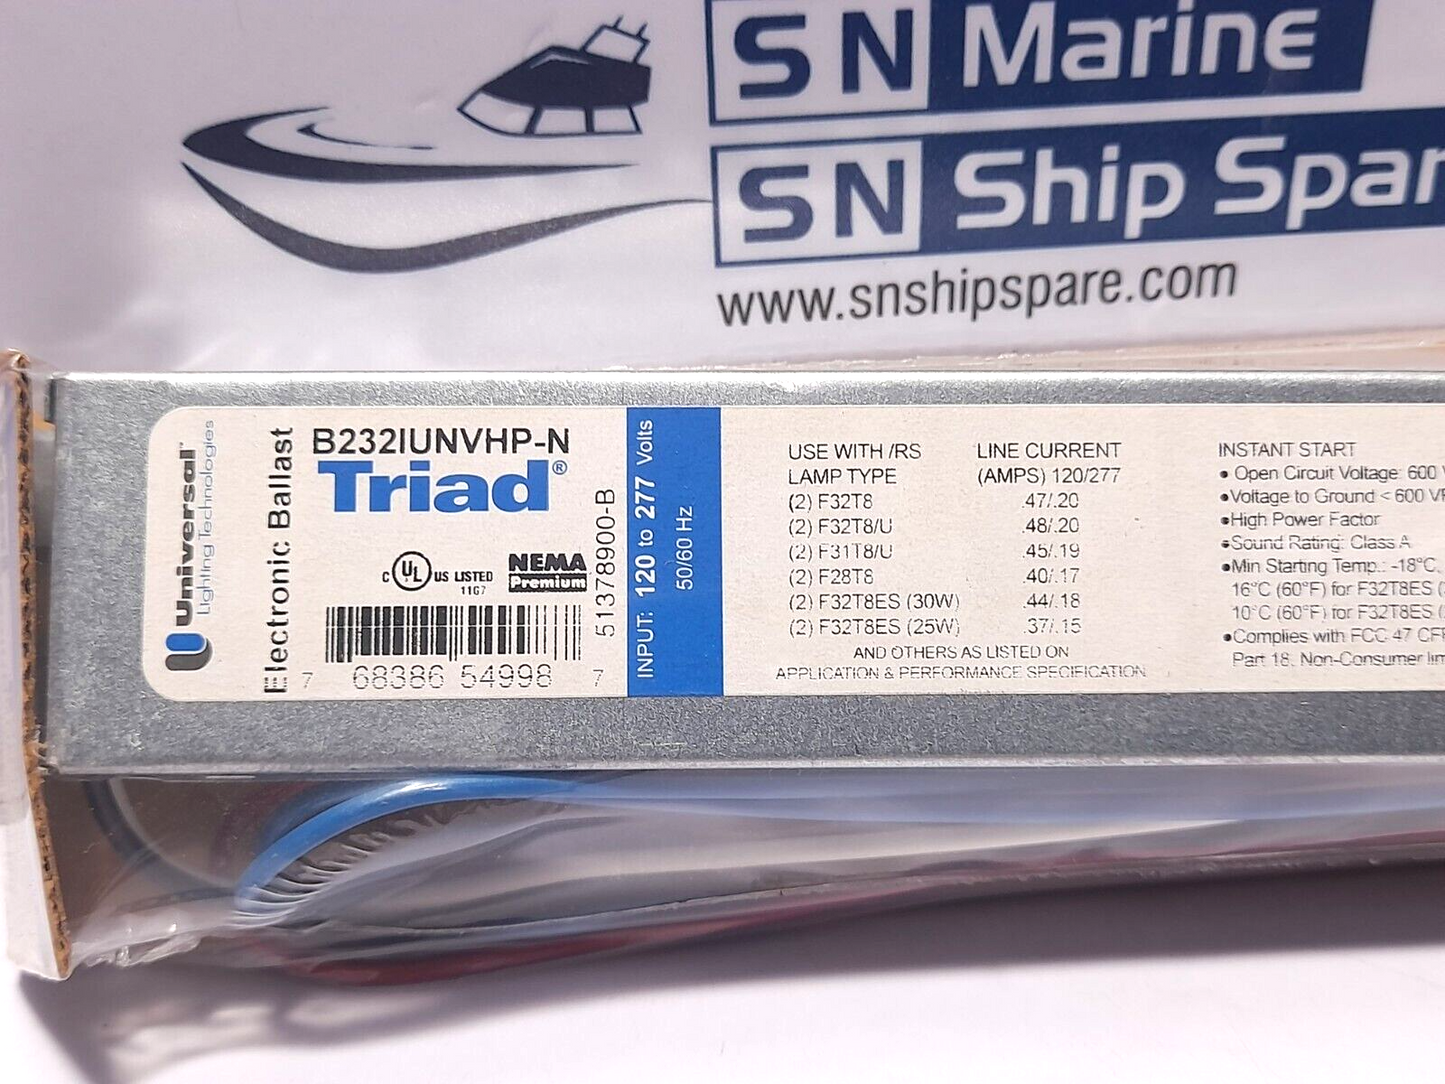 SN Marine
SN Ship Spar
www.snshipspare.com
Universal™
Lighting Technologies
Electronic Ballast
B232IUNVHP-N
Triad®
C UL US LISTED
11G7
NEMA
Premium
7 68386 54998 7
51378900-B
INPUT: 120 to 277 Volts
50/60 Hz
USE WITH /RS LINE CURRENT
LAMP TYPE (AMPS) 120/277
(2) F32T8 .47/.20
(2) F32T8/U .48/.20
(2) F31T8/U .45/.19
(2) F28T8 .40/.17
(2) F32T8ES (30W) .44/.18
(2) F32T8ES (25W) .37/.15
AND OTHERS AS LISTED ON
APPLICATION & PERFORMANCE SPECIFICATION
INSTANT START
• Open Circuit Voltage: 600
• Voltage to Ground < 600
• High Power Factor
• Sound Rating: Class A
• Min Starting Temp.: -18°C,
16°C (60°F) for F32T8ES
10°C (60°F) for F32T8ES
• Complies with FCC 47
Part 18, Non-Consumer